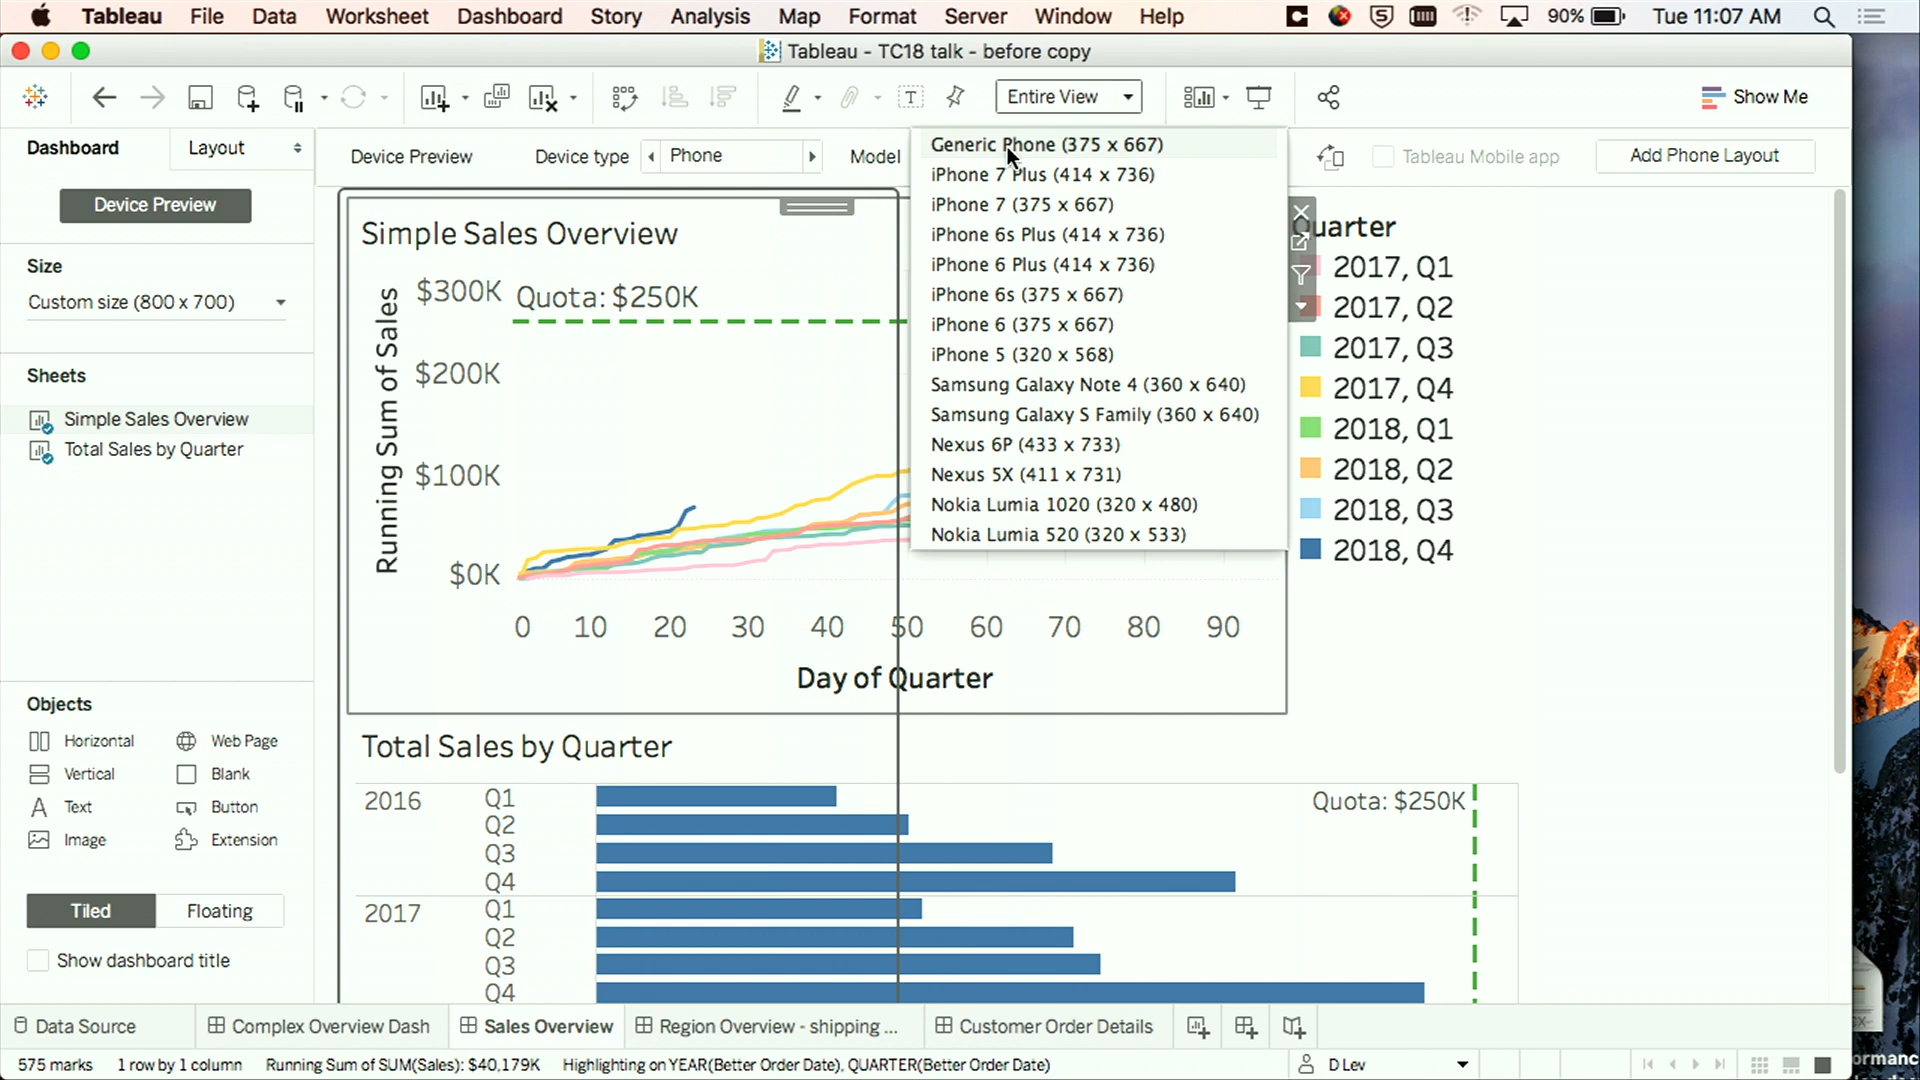 Tableau File Data Worksheet Dashboard Story Analysis Map Format Server Window Help 90% Tue 11:07 AM
Tableau - TC18 talk - before copy
Entire View Show Me
Dashboard Layout
Device Preview Device type Phone Model Tableau Mobile app Add Phone Layout
Device Preview
Size
Custom size (800 x 700)
Sheets
Simple Sales Overview
Total Sales by Quarter
Objects
Horizontal Web Page
Vertical Blank
Text Button
Image Extension
Tiled Floating
Show dashboard title
Generic Phone (375 x 667)
iPhone 7 Plus (414 x 736)
iPhone 7 (375 x 667)
iPhone 6s Plus (414 x 736)
iPhone 6 Plus (414 x 736)
iPhone 6s (375 x 667)
iPhone 6 (375 x 667)
iPhone 5 (320 x 568)
Samsung Galaxy Note 4 (360 x 640)
Samsung Galaxy S Family (360 x 640)
Nexus 6P (433 x 733)
Nexus 5X (411 x 731)
Nokia Lumia 1020 (320 x 480)
Nokia Lumia 520 (320 x 533)
Simple Sales Overview
Running Sum of Sales
$300K
Quota: $250K
$200K
$100K
$0K
0 10 20 30 40 50 60 70 80 90
Day of Quarter
Quarter
2017, Q1
2017, Q2
2017, Q3
2017, Q4
2018, Q1
2018, Q2
2018, Q3
2018, Q4
Total Sales by Quarter
2016 Q1 Quota: $250K
Q2
Q3
Q4
2017 Q1
Q2
Q3
Q4
Data Source Complex Overview Dash Sales Overview Region Overview - shipping ... Customer Order Details
575 marks 1 row by 1 column Running Sum of SUM(Sales): $40,179K Highlighting on YEAR(Better Order Date), QUARTER(Better Order Date) D Lev